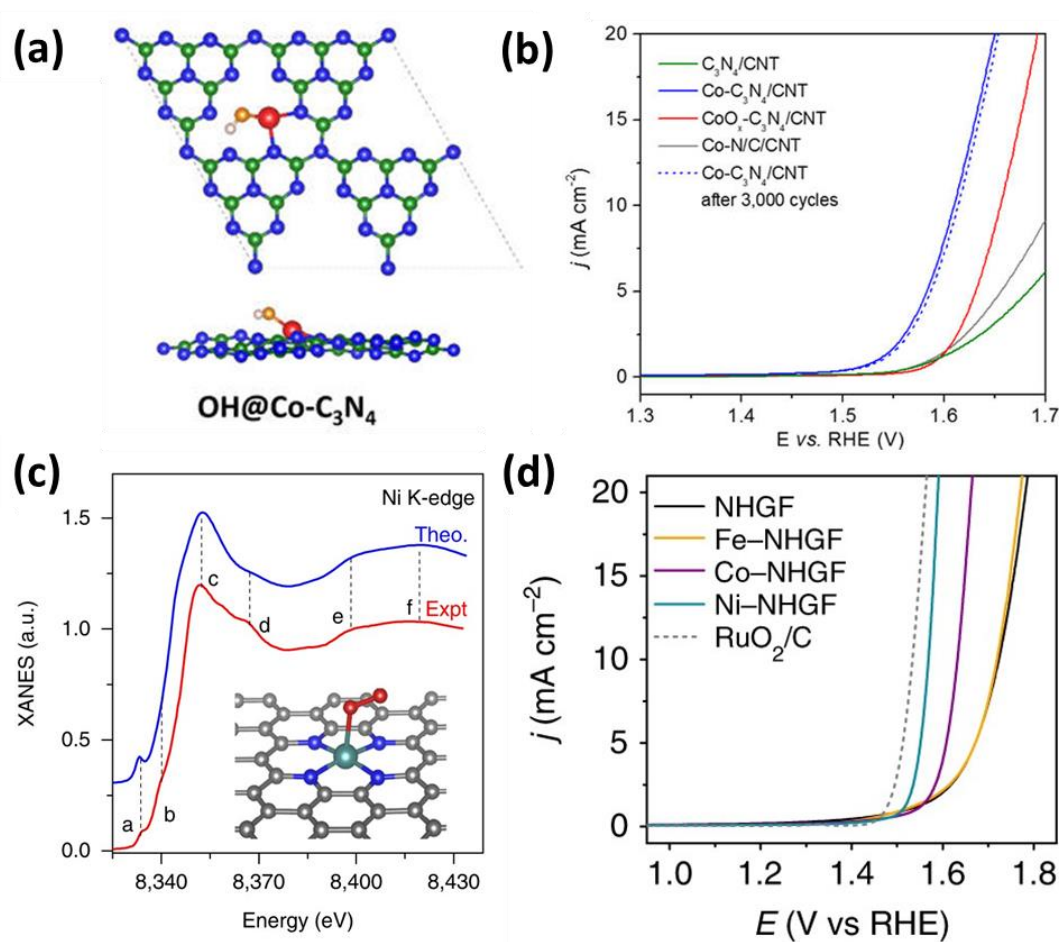 (a)
OH@Co-C₃N₄
(b)
20
15
10
5
0
j (mA cm⁻²)
C₃N₄/CNT
Co-C₃N₄/CNT
CoOₓ-C₃N₄/CNT
Co-N/C/CNT
Co-C₃N₄/CNT
after 3,000 cycles
1.3 1.4 1.5 1.6 1.7
E vs. RHE (V)
(c)
Ni K-edge
1.5
1.0
0.5
0.0
XANES (a.u.)
Theo.
Expt
a
b
c
d
e
f
8,340 8,370 8,400 8,430
Energy (eV)
(d)
20
15
10
5
0
j (mA cm⁻²)
NHGF
Fe–NHGF
Co–NHGF
Ni–NHGF
RuO₂/C
1.0 1.2 1.4 1.6 1.8
E (V vs RHE)